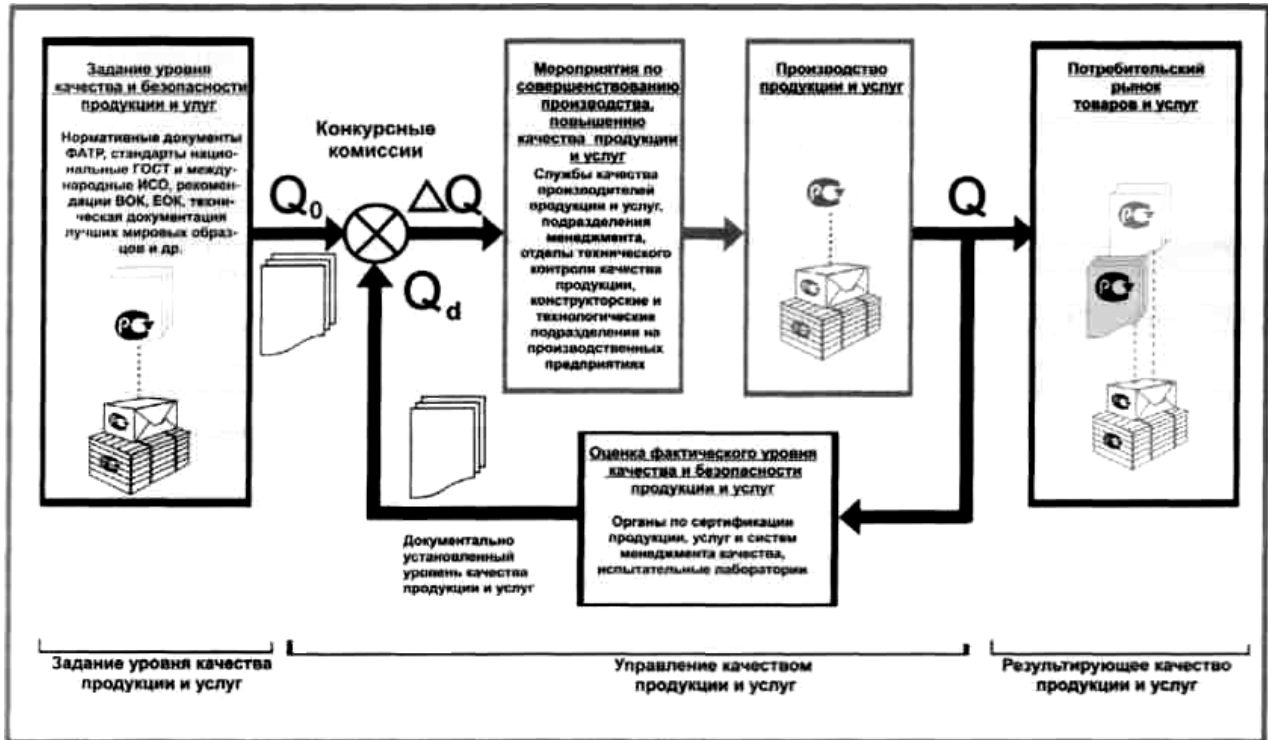 Задание уровня
качества и безопасности
продукции и улуг
Нормативные документы
ФАТР, стандарты нацио-
нальные ГОСТ и между-
народные ИСО, рекомен-
дации ВОК, ЕОК, техни-
ческая документация
лучших мировых образ-
цов и др.
Конкурсные
комиссии
Q0
ΔQ
Qd
Мероприятия по
совершенствованию
производства,
повышению
качества продукции
и услуг
Службы качества
производителей
продукции и услуг,
подразделения
менеджмента,
отделы технического
контроля качества
продукции,
конструкторские и
технологические
подразделения на
производственных
предприятиях
Производство
продукции и услуг
Q
Потребительский
рынок
товаров и услуг
Оценка фактического уровня
качества и безопасности
продукции и услуг
Органы по сертификации
продукции, услуг и систем
менеджмента качества,
испытательные лаборатории
Документально
установленный
уровень качества
продукции и услуг
Задание уровня качества
продукции и услуг
Управление качеством
продукции и услуг
Результирующее качество
продукции и услуг